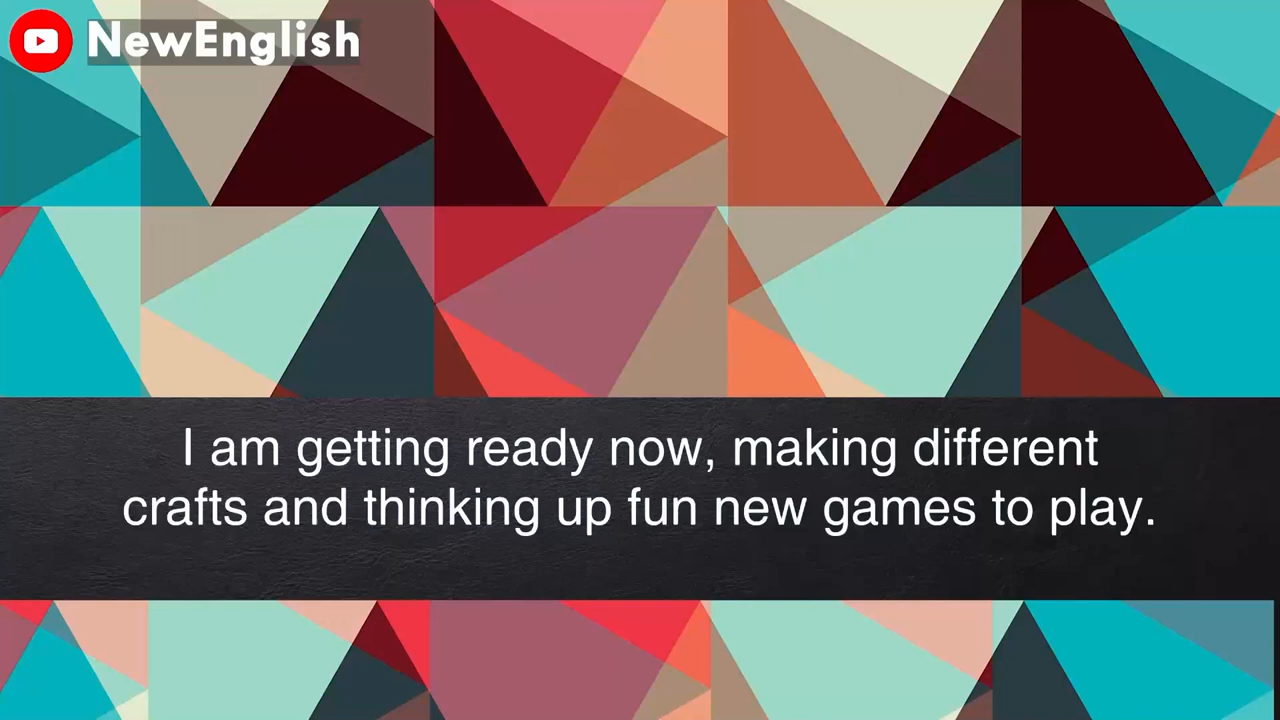 NewEnglish
I am getting ready now, making different
crafts and thinking up fun new games to play.